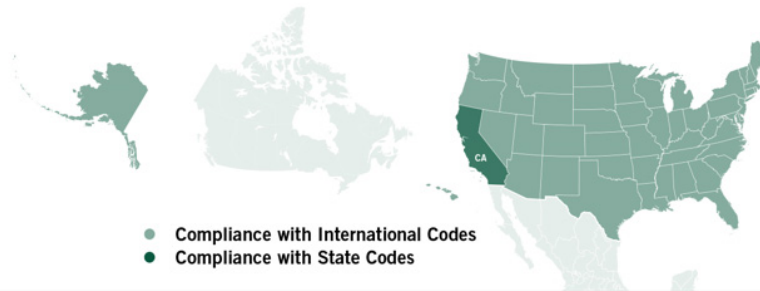 CA
Compliance with International Codes
Compliance with State Codes